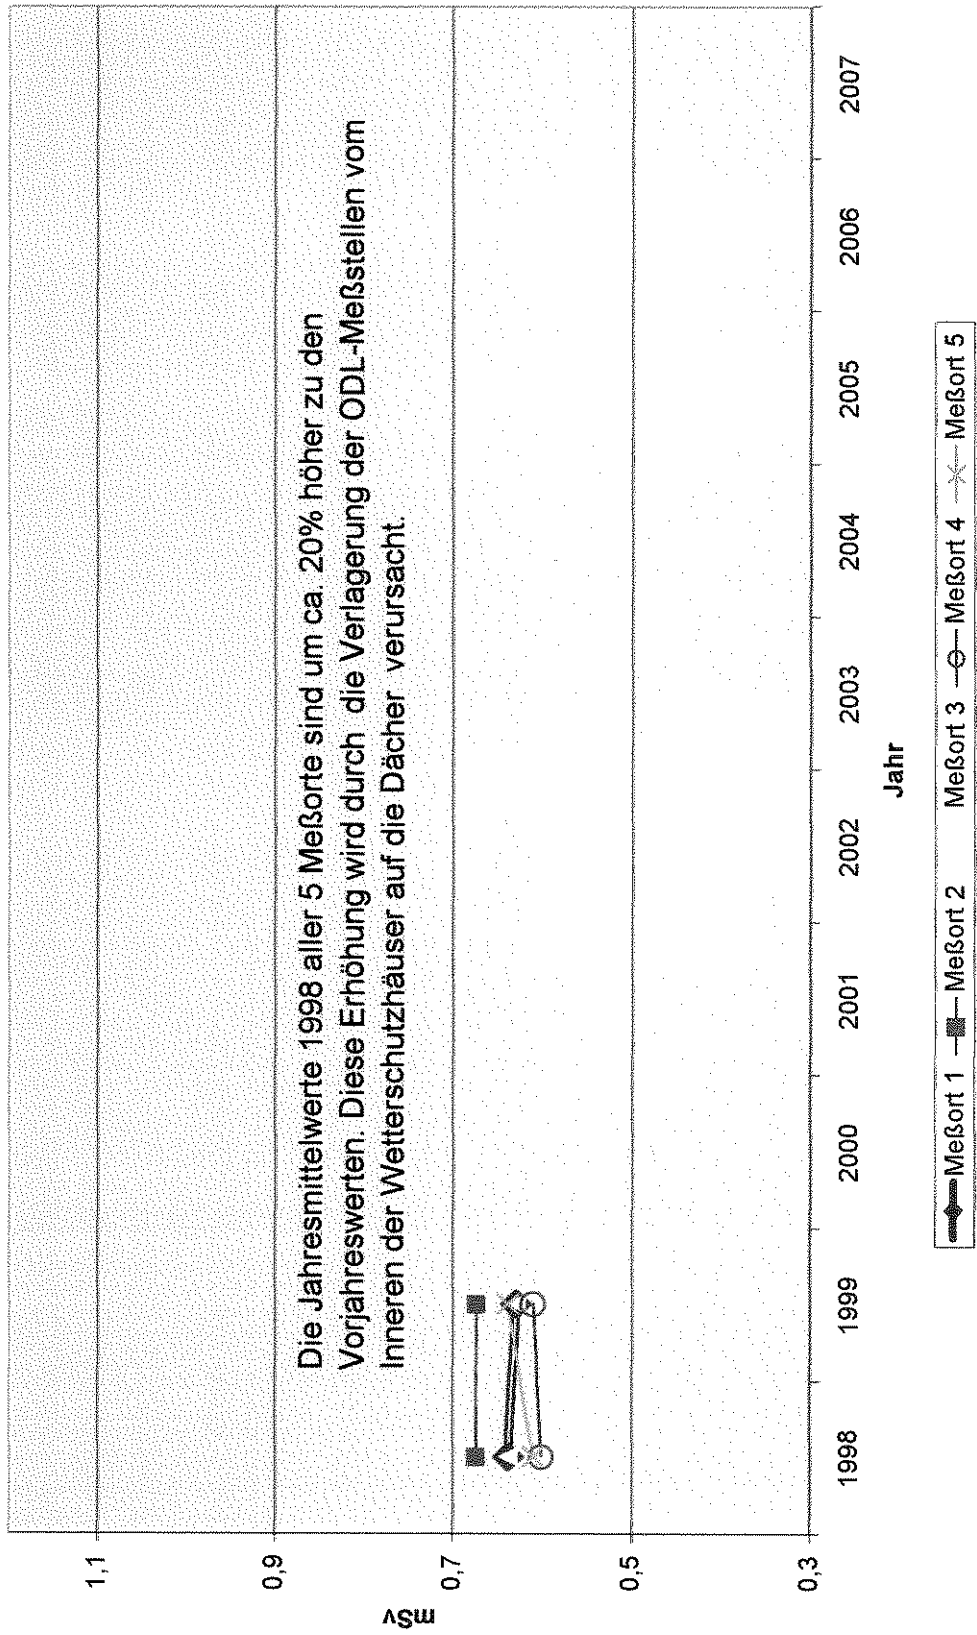 Die Jahresmittelwerte 1998 aller 5 Meßorte sind um ca. 20% höher zu den
Vorjahreswerten. Diese Erhöhung wird durch die Verlagerung der ODL-Meßstellen vom
Inneren der Wetterschutzhäuser auf die Dächer verursacht.
mSv
1,1
0,9
0,7
0,5
0,3
1998 1999 2000 2001 2002 2003 2004 2005 2006 2007
Jahr
Meßort 1 Meßort 2 Meßort 3 Meßort 4 Meßort 5